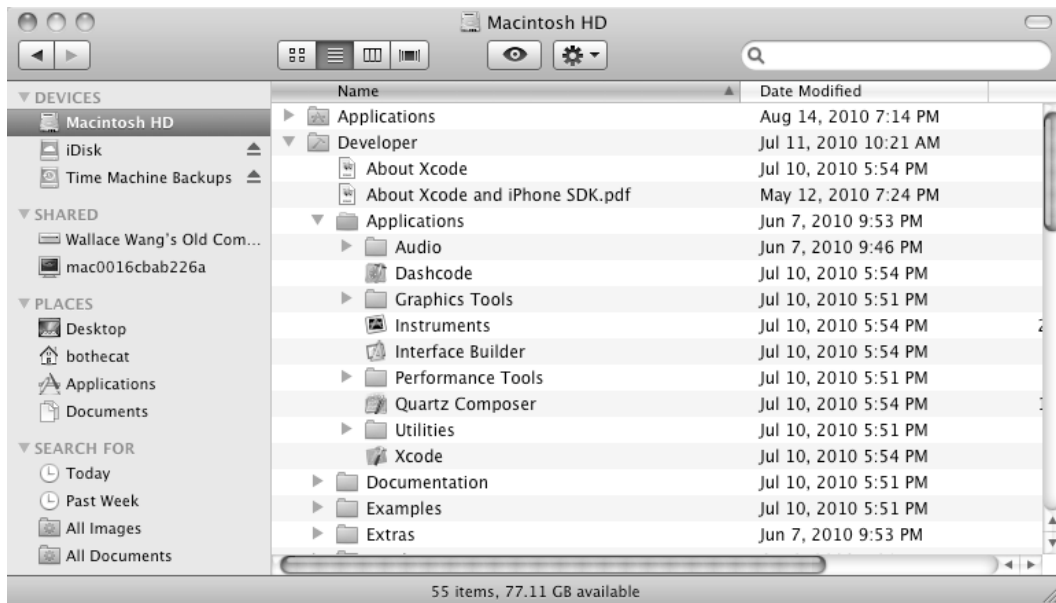 Macintosh HD
Name Date Modified
DEVICES
Macintosh HD
iDisk
Time Machine Backups
SHARED
Wallace Wang's Old Com...
mac0016cbab226a
PLACES
Desktop
bothecat
Applications
Documents
SEARCH FOR
Today
Past Week
All Images
All Documents
Applications Aug 14, 2010 7:14 PM
Developer Jul 11, 2010 10:21 AM
About Xcode Jul 10, 2010 5:54 PM
About Xcode and iPhone SDK.pdf May 12, 2010 7:24 PM
Applications Jun 7, 2010 9:53 PM
Audio Jun 7, 2010 9:46 PM
Dashcode Jul 10, 2010 5:54 PM
Graphics Tools Jul 10, 2010 5:51 PM
Instruments Jul 10, 2010 5:54 PM
Interface Builder Jul 10, 2010 5:54 PM
Performance Tools Jul 10, 2010 5:51 PM
Quartz Composer Jul 10, 2010 5:54 PM
Utilities Jul 10, 2010 5:51 PM
Xcode Jul 10, 2010 5:54 PM
Documentation Jul 10, 2010 5:51 PM
Examples Jul 10, 2010 5:51 PM
Extras Jun 7, 2010 9:53 PM
55 items, 77.11 GB available